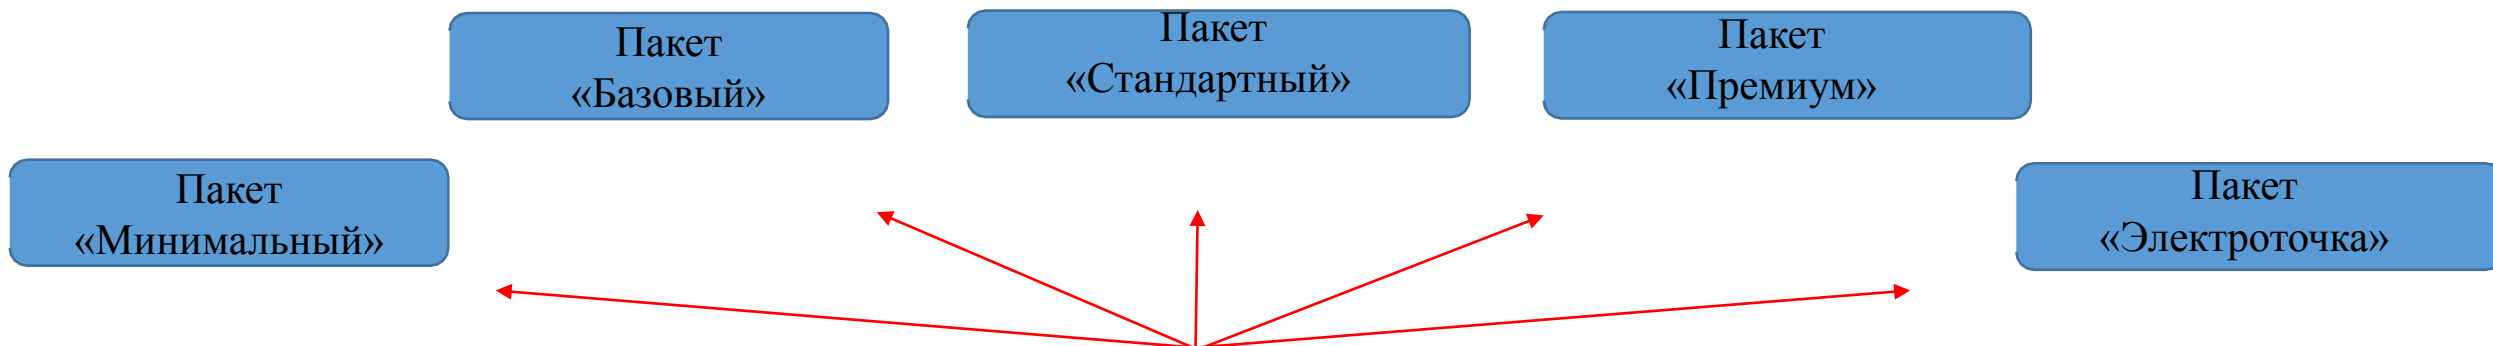 Пакет
«Минимальный»
Пакет
«Базовый»
Пакет
«Стандартный»
Пакет
«Премиум»
Пакет
«Электроточка»